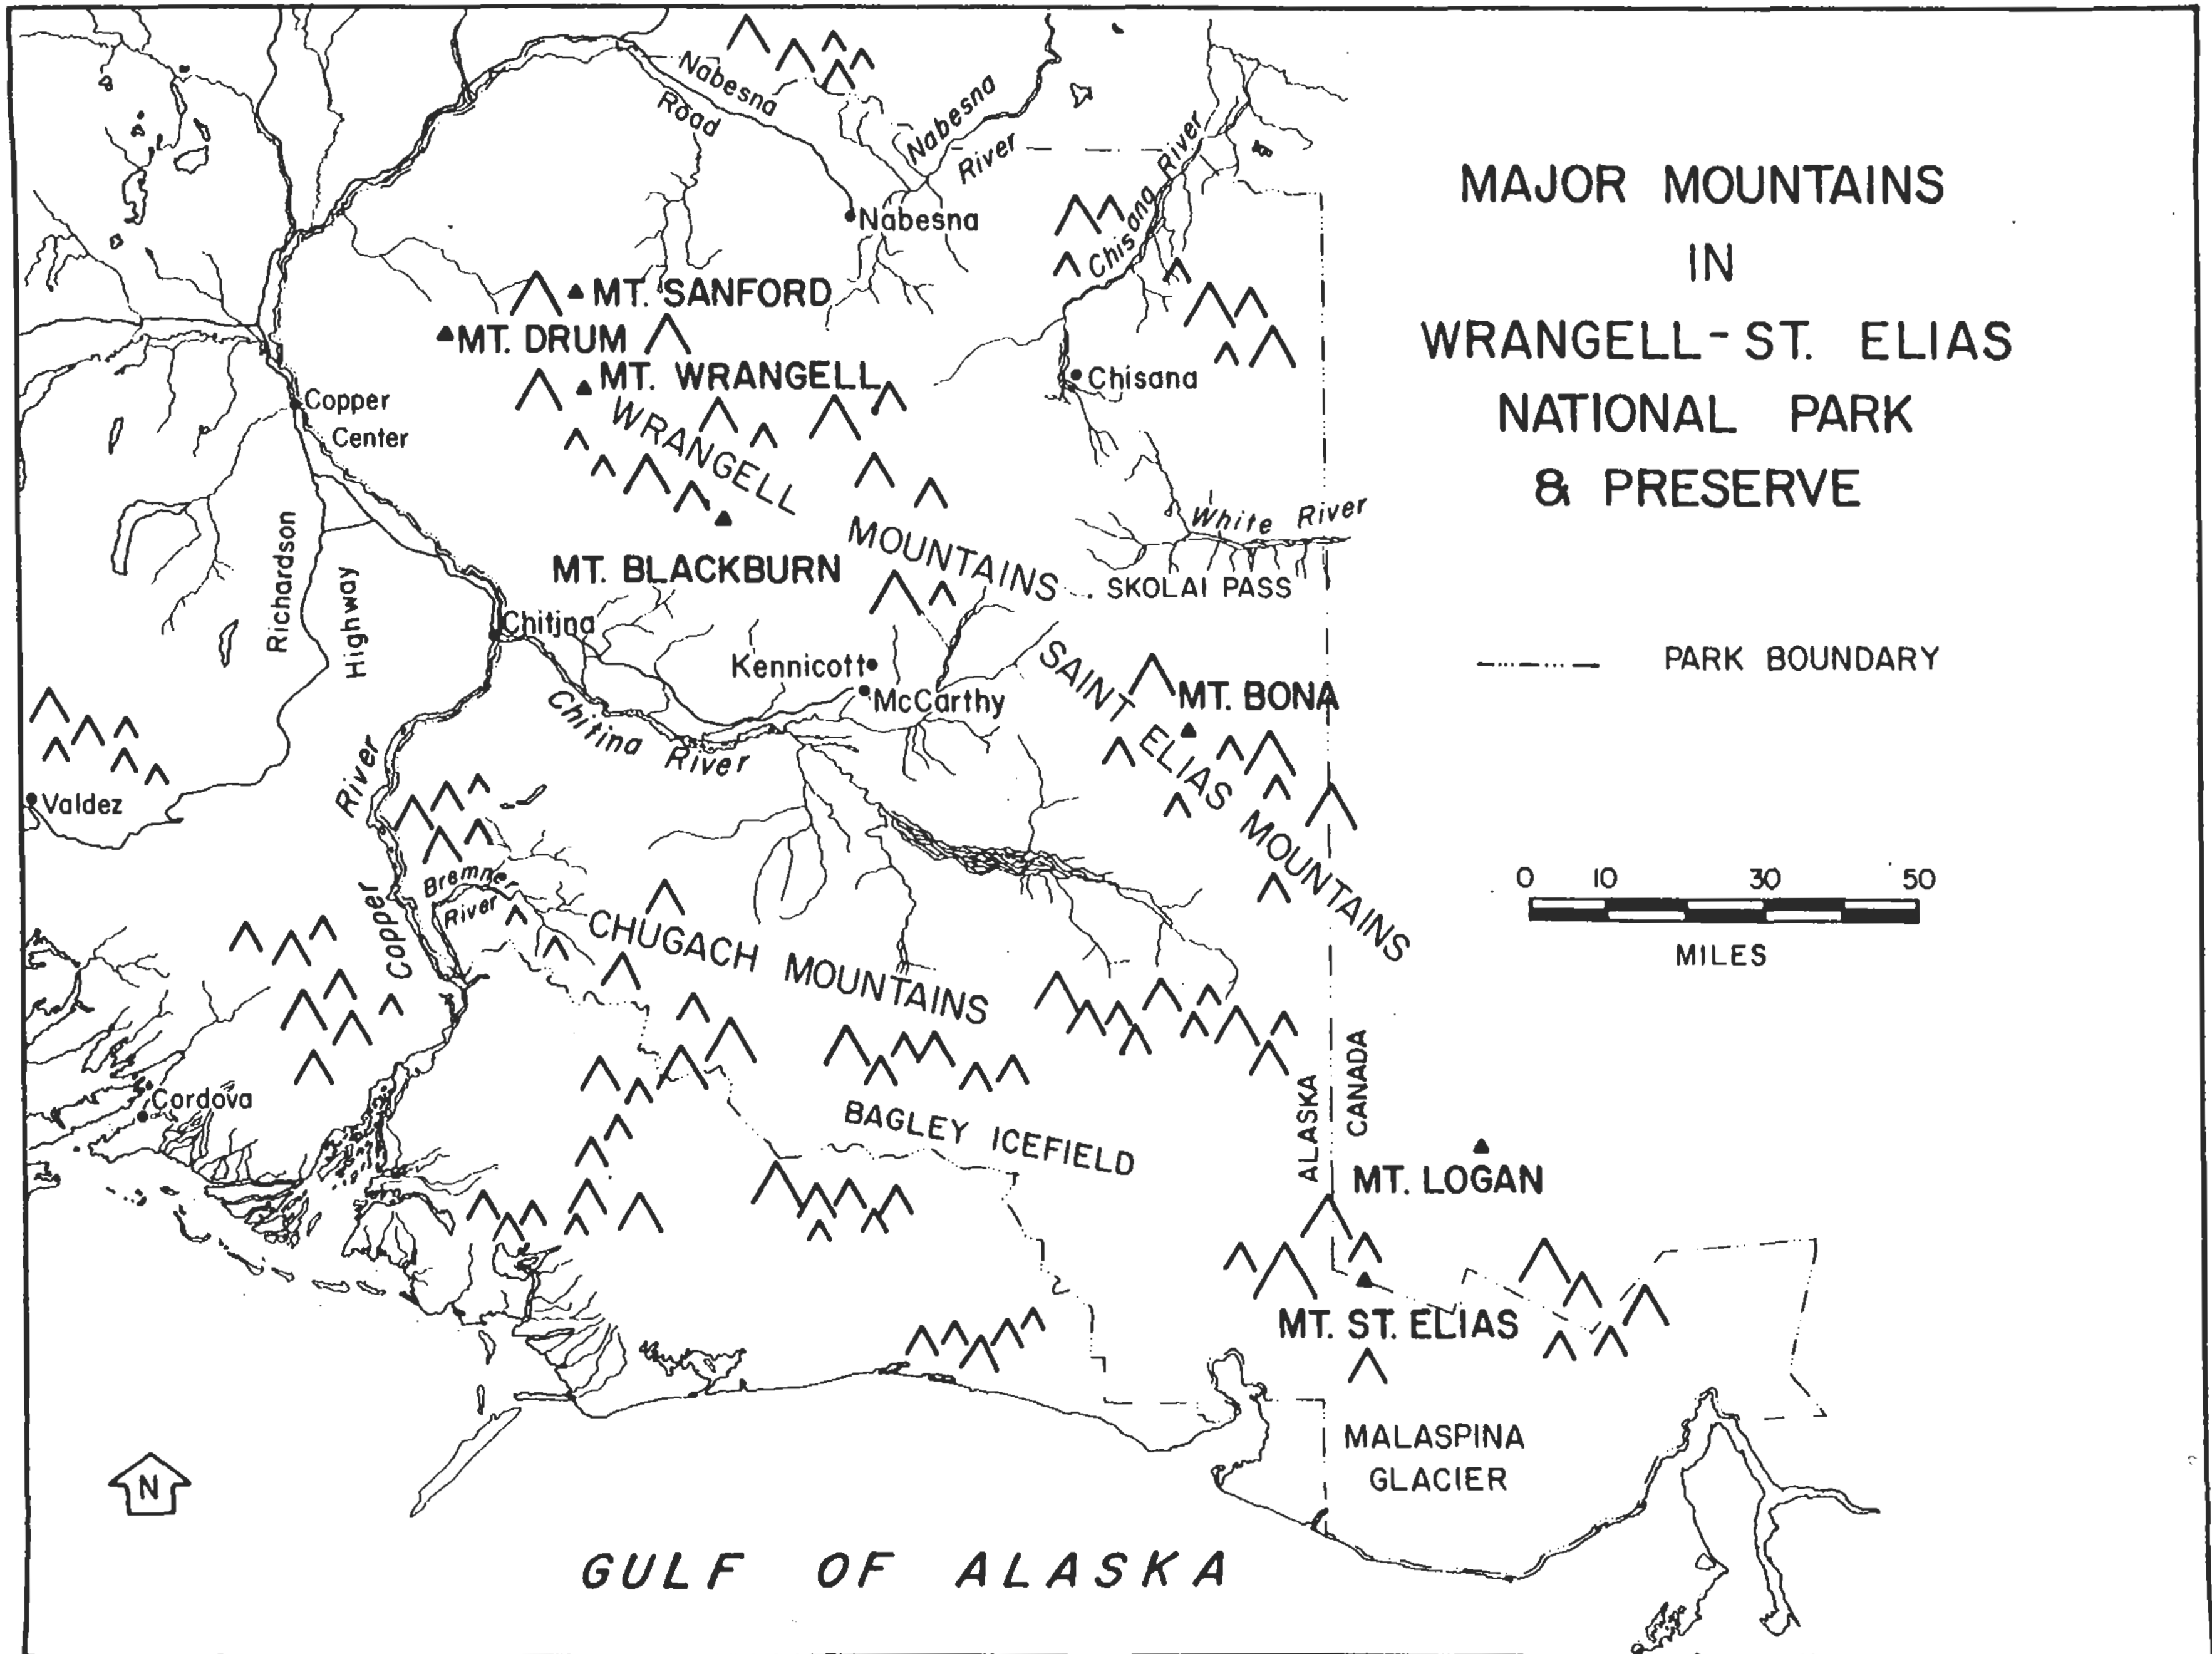 MAJOR MOUNTAINS
IN
WRANGELL-ST. ELIAS
NATIONAL PARK
& PRESERVE
PARK BOUNDARY
0 10 30 50
MILES
Nabesna
Road
Nabesna
River
Chisana
River
Nabesna
MT. SANFORD
MT. DRUM
MT. WRANGELL
Chisana
Copper
Center
WRANGELL
MOUNTAINS
White River
SKOLAI PASS
MT. BLACKBURN
Richardson
Highway
Chitina
Kennicott
McCarthy
Chitina River
SAINT ELIAS MOUNTAINS
MT. BONA
Valdez
Copper River
Bremner
River
CHUGACH MOUNTAINS
BAGLEY ICEFIELD
ALASKA
CANADA
Cordova
MT. LOGAN
MT. ST. ELIAS
MALASPINA
GLACIER
N
GULF OF ALASKA